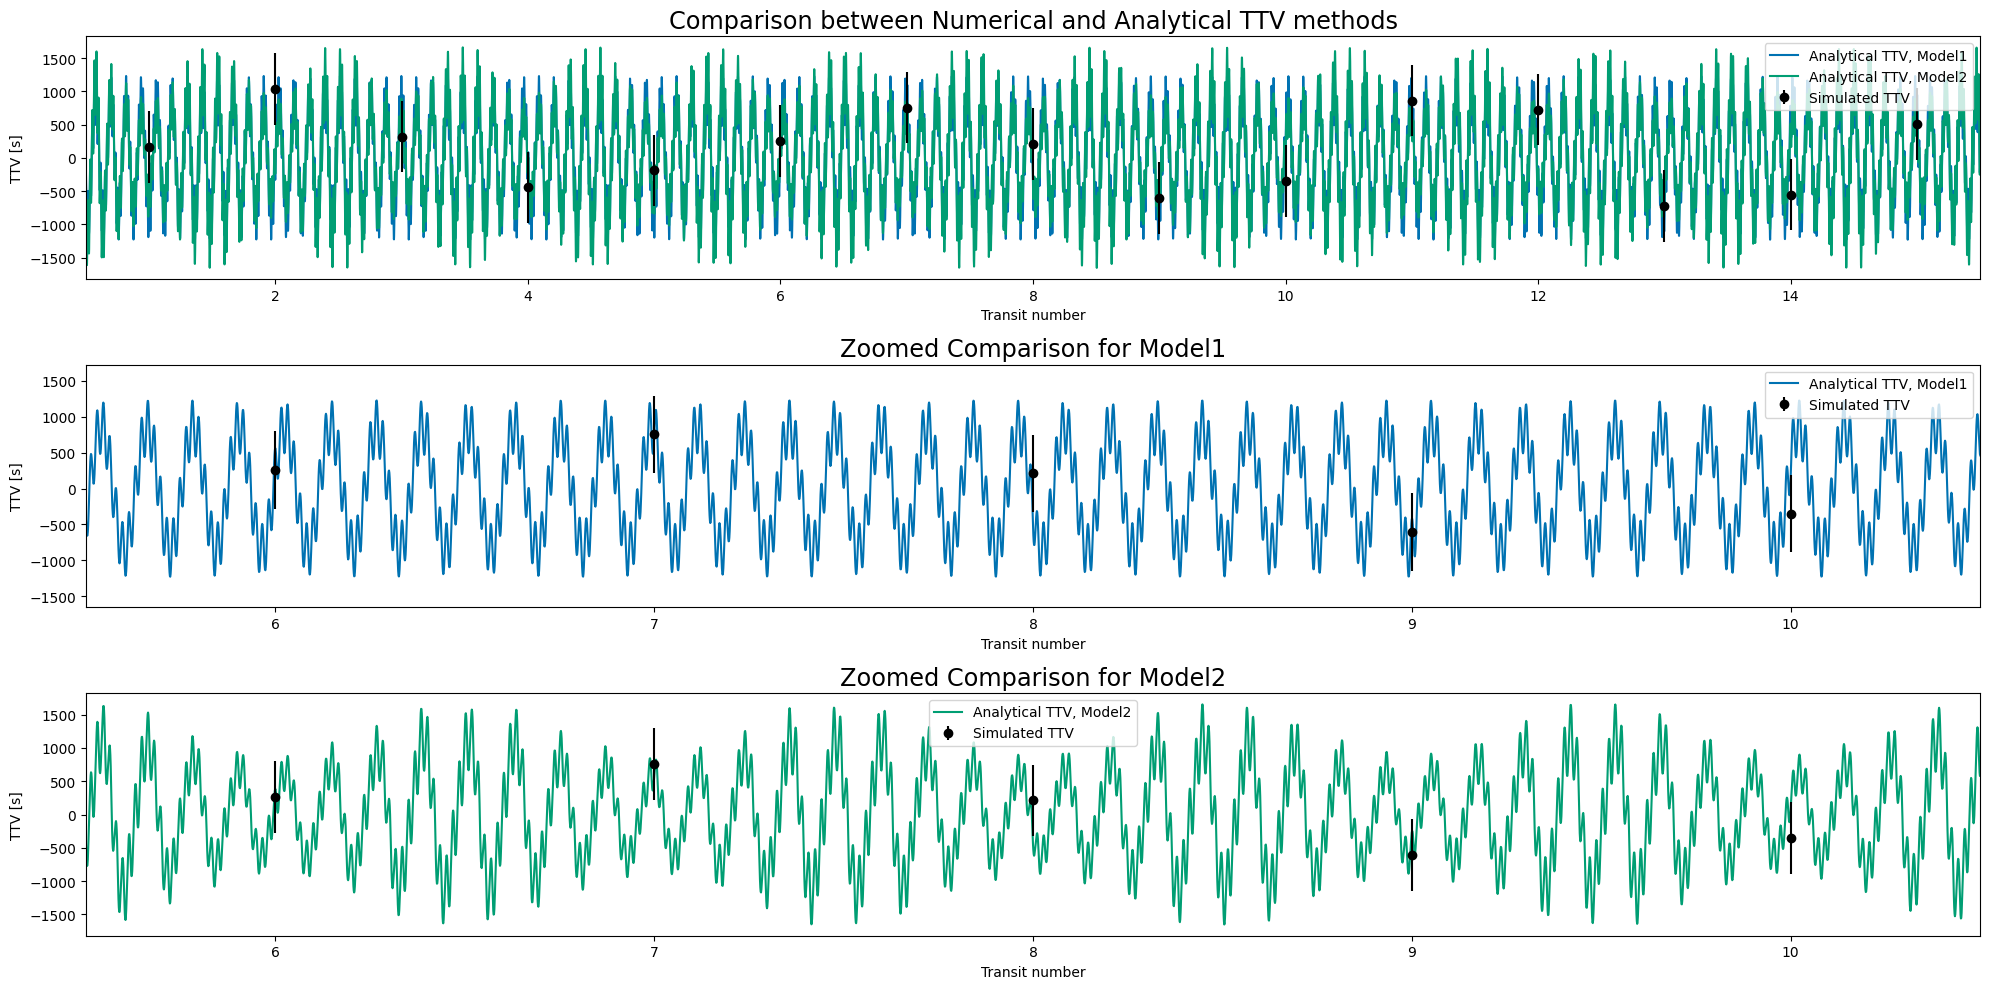 Comparison between Numerical and Analytical TTV methods
TTV [s]
1500
1000
500
0
−500
−1000
−1500
Analytical TTV, Model1
Analytical TTV, Model2
Simulated TTV
2 4 6 8 10 12 14
Transit number
Zoomed Comparison for Model1
TTV [s]
1500
1000
500
0
−500
−1000
−1500
Analytical TTV, Model1
Simulated TTV
6 7 8 9 10
Transit number
Zoomed Comparison for Model2
TTV [s]
1500
1000
500
0
−500
−1000
−1500
Analytical TTV, Model2
Simulated TTV
6 7 8 9 10
Transit number